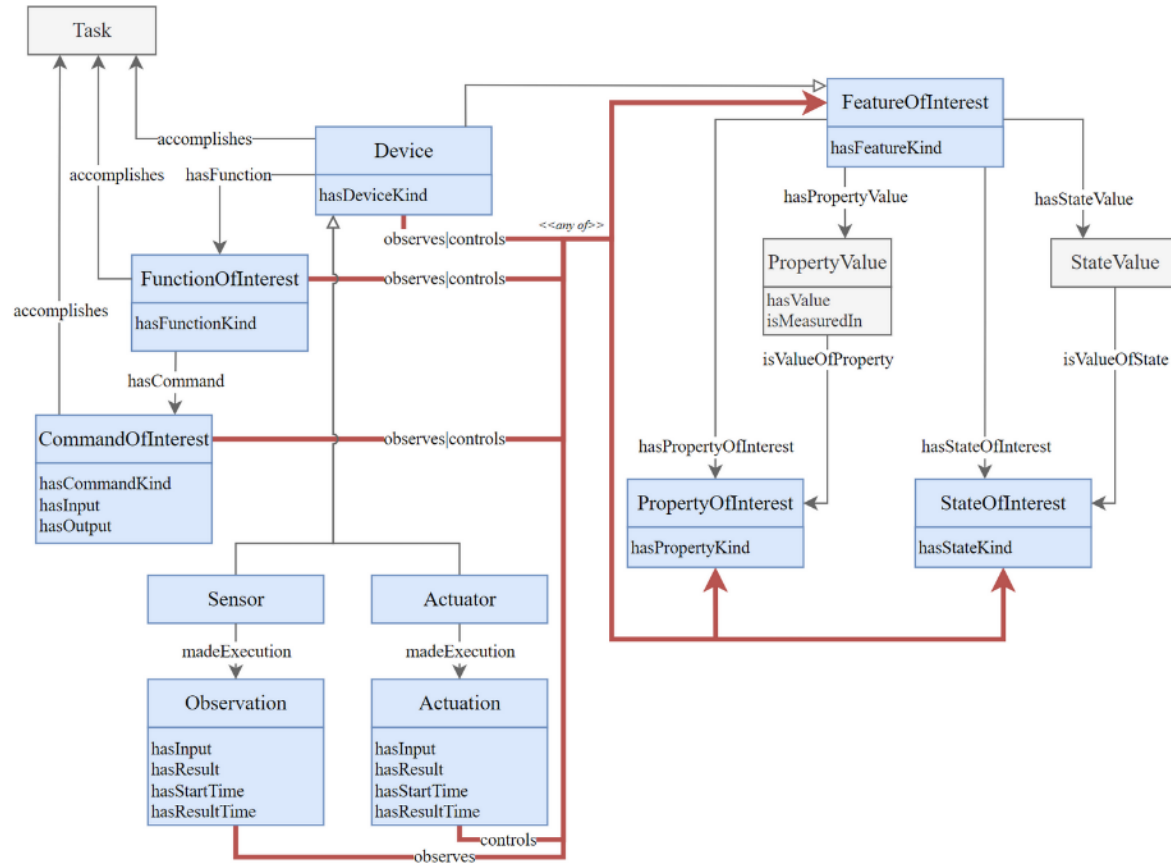 Task
FeatureOfInterest
hasFeatureKind
accomplishes
Device
hasDeviceKind
accomplishes
hasFunction
hasPropertyValue
hasStateValue
<<any of>>
observes|controls
PropertyValue
hasValue
isMeasuredIn
StateValue
FunctionOfInterest
hasFunctionKind
observes|controls
accomplishes
isValueOfProperty
isValueOfState
hasCommand
CommandOfInterest
hasCommandKind
hasInput
hasOutput
observes|controls
hasPropertyOfInterest
hasStateOfInterest
PropertyOfInterest
hasPropertyKind
StateOfInterest
hasStateKind
Sensor
Actuator
madeExecution
madeExecution
Observation
hasInput
hasResult
hasStartTime
hasResultTime
Actuation
hasInput
hasResult
hasStartTime
hasResultTime
controls
observes